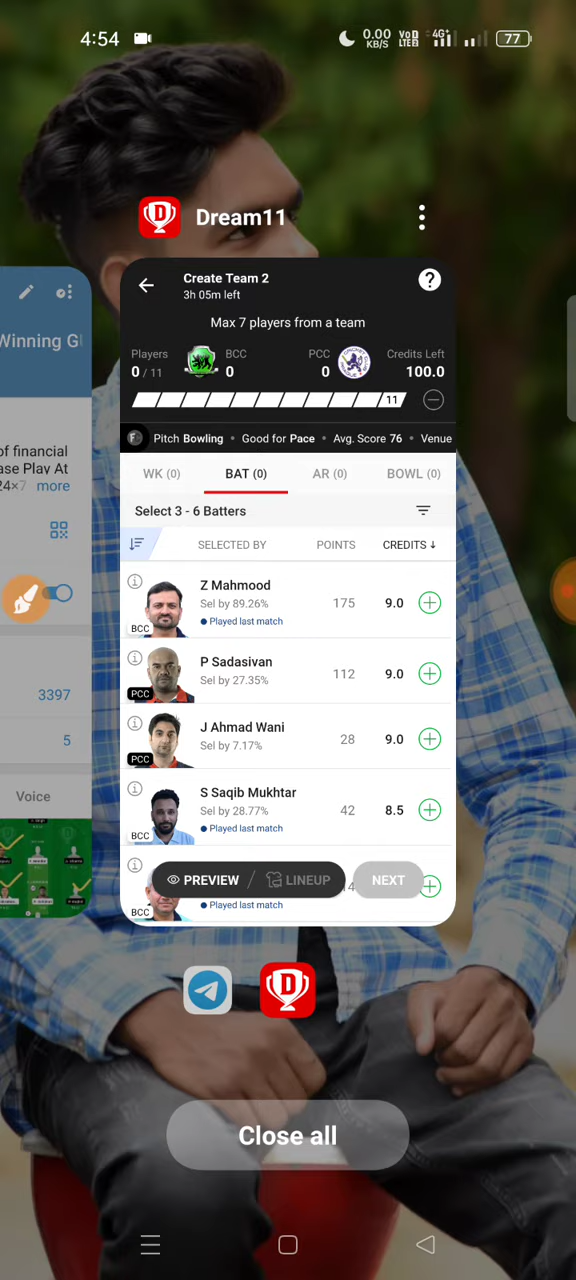 4:54
0.00 KB/S
VoD LTE2
4G+
77
Dream11
Winning
Create Team 2
3h 05m left
?
Max 7 players from a team
Players
BCC
PCC
Credits Left
0 / 11
0
0
100.0
11
Pitch Bowling • Good for Pace • Avg. Score 76 • Venue
WK (0)
BAT (0)
AR (0)
BOWL (0)
Select 3 - 6 Batters
SELECTED BY
POINTS
CREDITS ↓
Z Mahmood
Sel by 89.26%
Played last match
BCC
175
9.0
P Sadasivan
Sel by 27.35%
PCC
112
9.0
J Ahmad Wani
Sel by 7.17%
PCC
28
9.0
S Saqib Mukhtar
Sel by 28.77%
Played last match
BCC
42
8.5
PREVIEW
LINEUP
NEXT
BCC
Played last match
of financial
ase Play At
24×7 more
3397
5
Voice
Close all